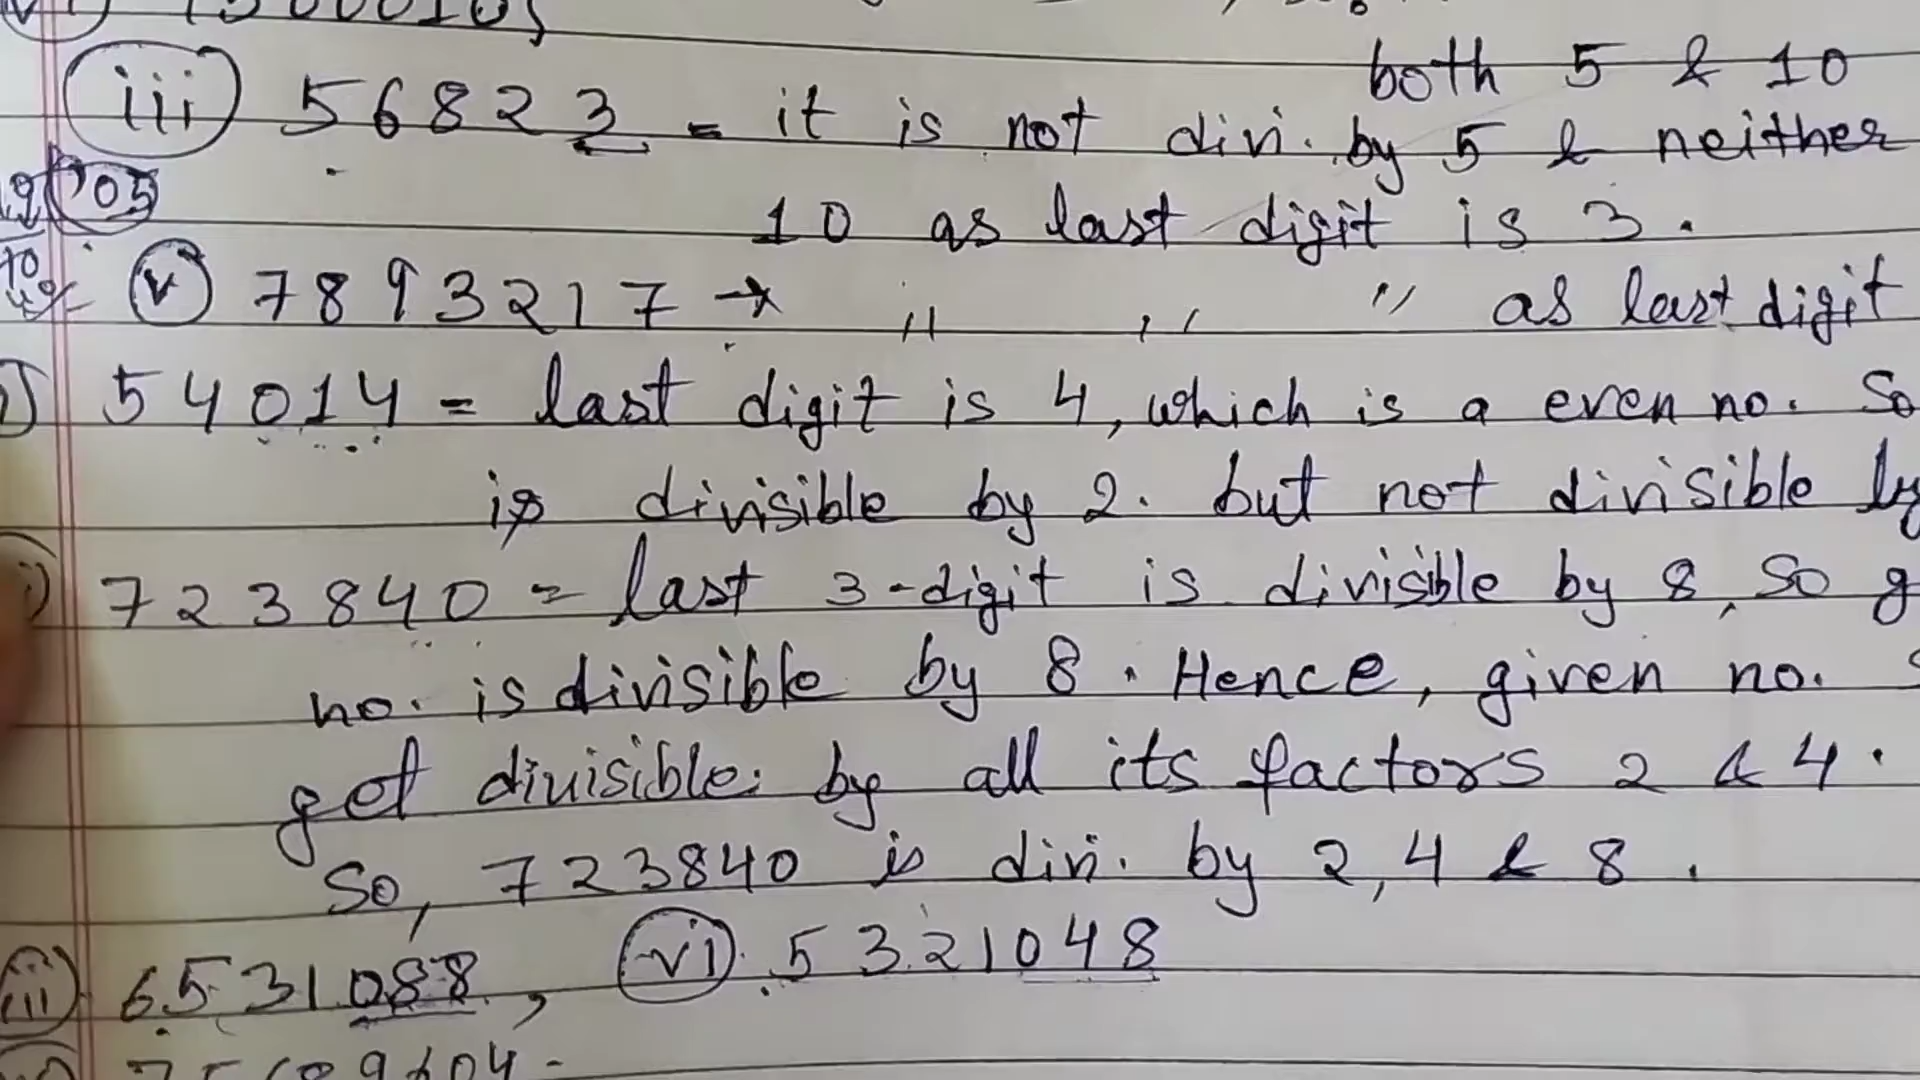 both 5 & 10
iii 56823 = it is not divi. by 5 & neither
10 as last digit is 3.
v 7893217 → " " " as last digit
54014 = last digit is 4, which is a even no. So
is divisible by 2. but not divisible by
723840 = last 3-digit is divisible by 8, so g
no. is divisible by 8. Hence, given no.
get divisible by all its factors 2 & 4.
So, 723840 is divi. by 2,4 & 8.
iii 6531088, vi 5321048